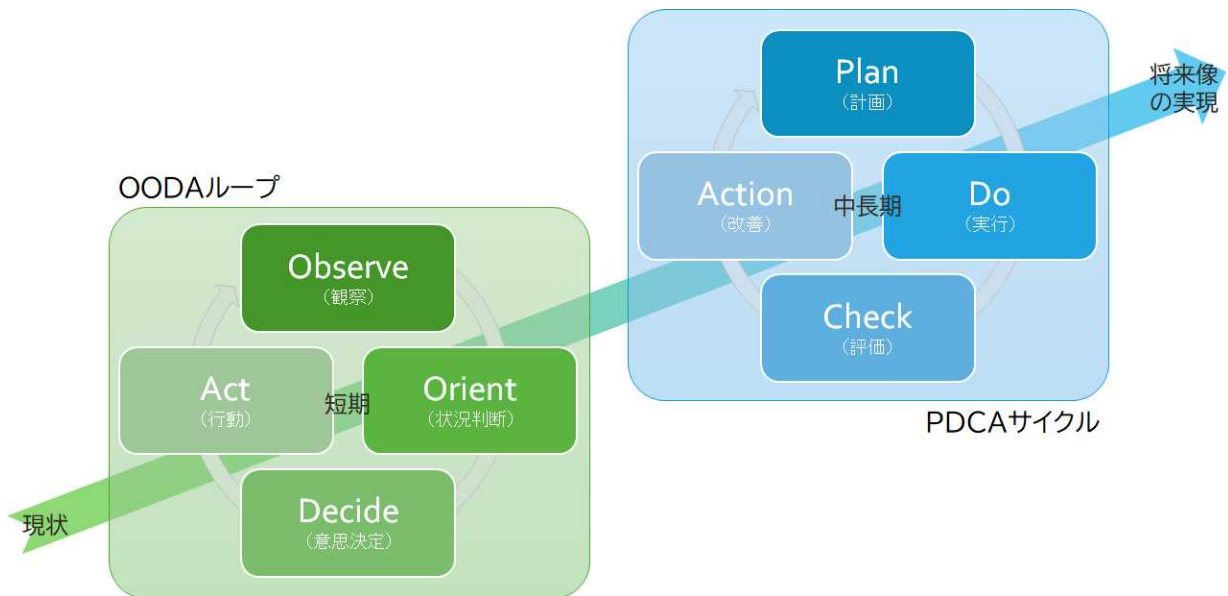 OODAループ
Observe
（観察）
Act
（行動）
短期
Orient
（状況判断）
Decide
（意思決定）
現状
Plan
（計画）
Action
（改善）
中長期
Do
（実行）
Check
（評価）
PDCAサイクル
将来像
の実現